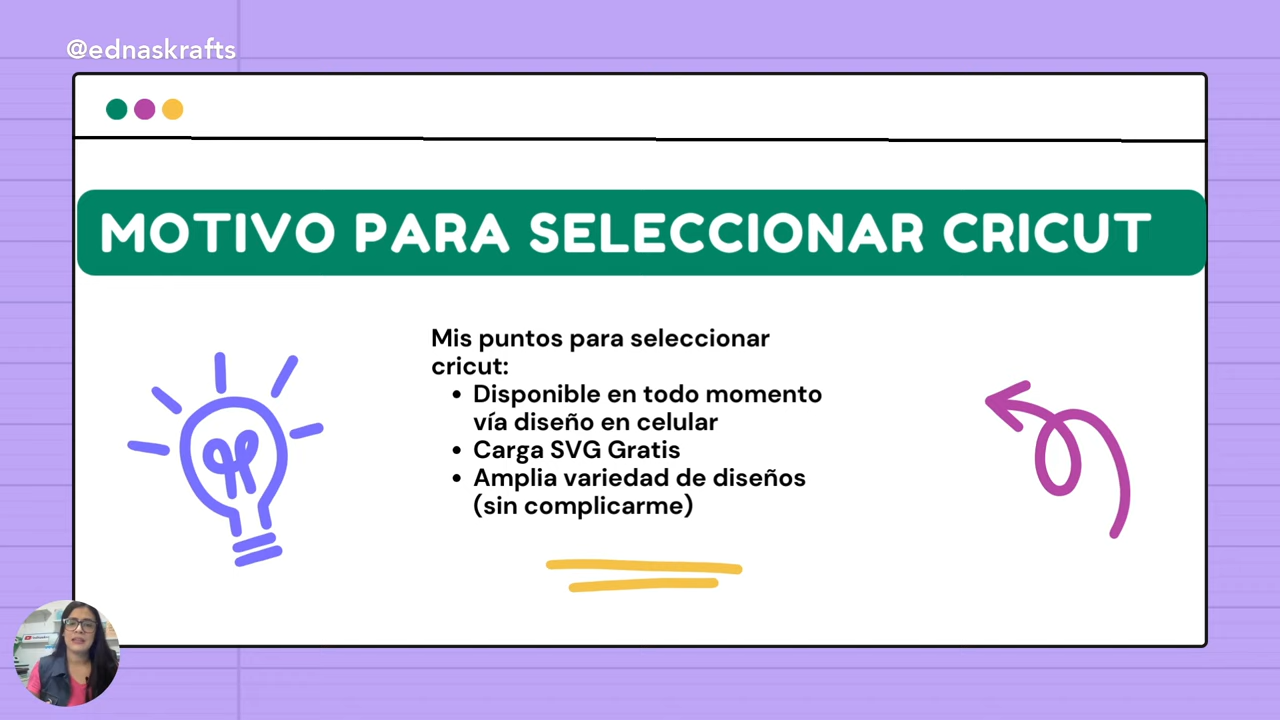 @ednaskrafts
MOTIVO PARA SELECCIONAR CRICUT
Mis puntos para seleccionar
cricut:
• Disponible en todo momento
vía diseño en celular
• Carga SVG Gratis
• Amplia variedad de diseños
(sin complicarme)